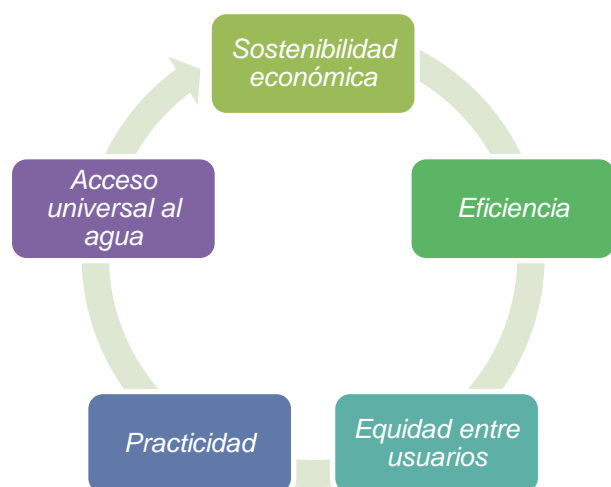 Sostenibilidad
económica
Eficiencia
Equidad entre
usuarios
Practicidad
Acceso
universal al
agua